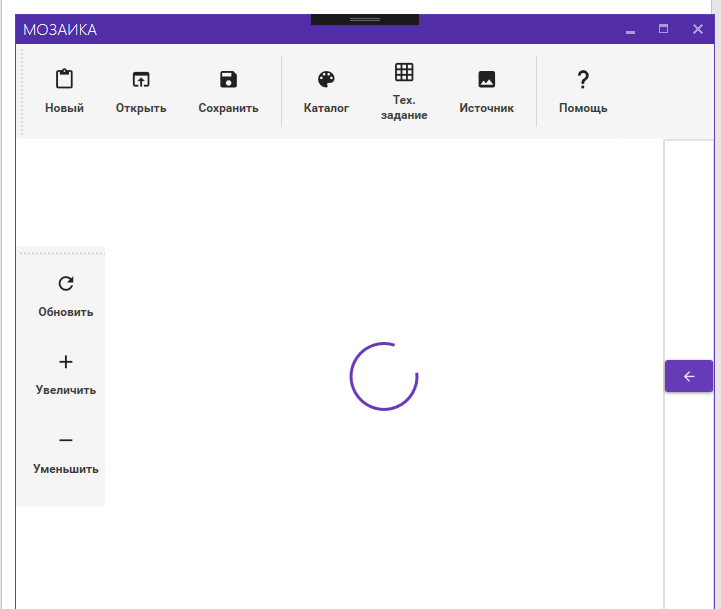 МОЗАИКА
Новый
Открыть
Сохранить
Каталог
Тех.
задание
Источник
Помощь
Обновить
Увеличить
Уменьшить